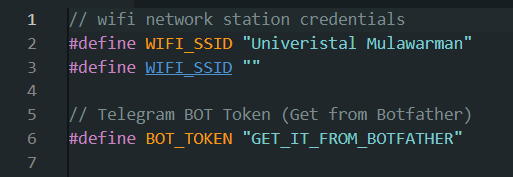 1 // wifi network station credentials
2 #define WIFI_SSID "Univeristal Mulawarman"
3 #define WIFI_SSID ""
4
5 // Telegram BOT Token (Get from Botfather)
6 #define BOT_TOKEN "GET_IT_FROM_BOTFATHER"
7